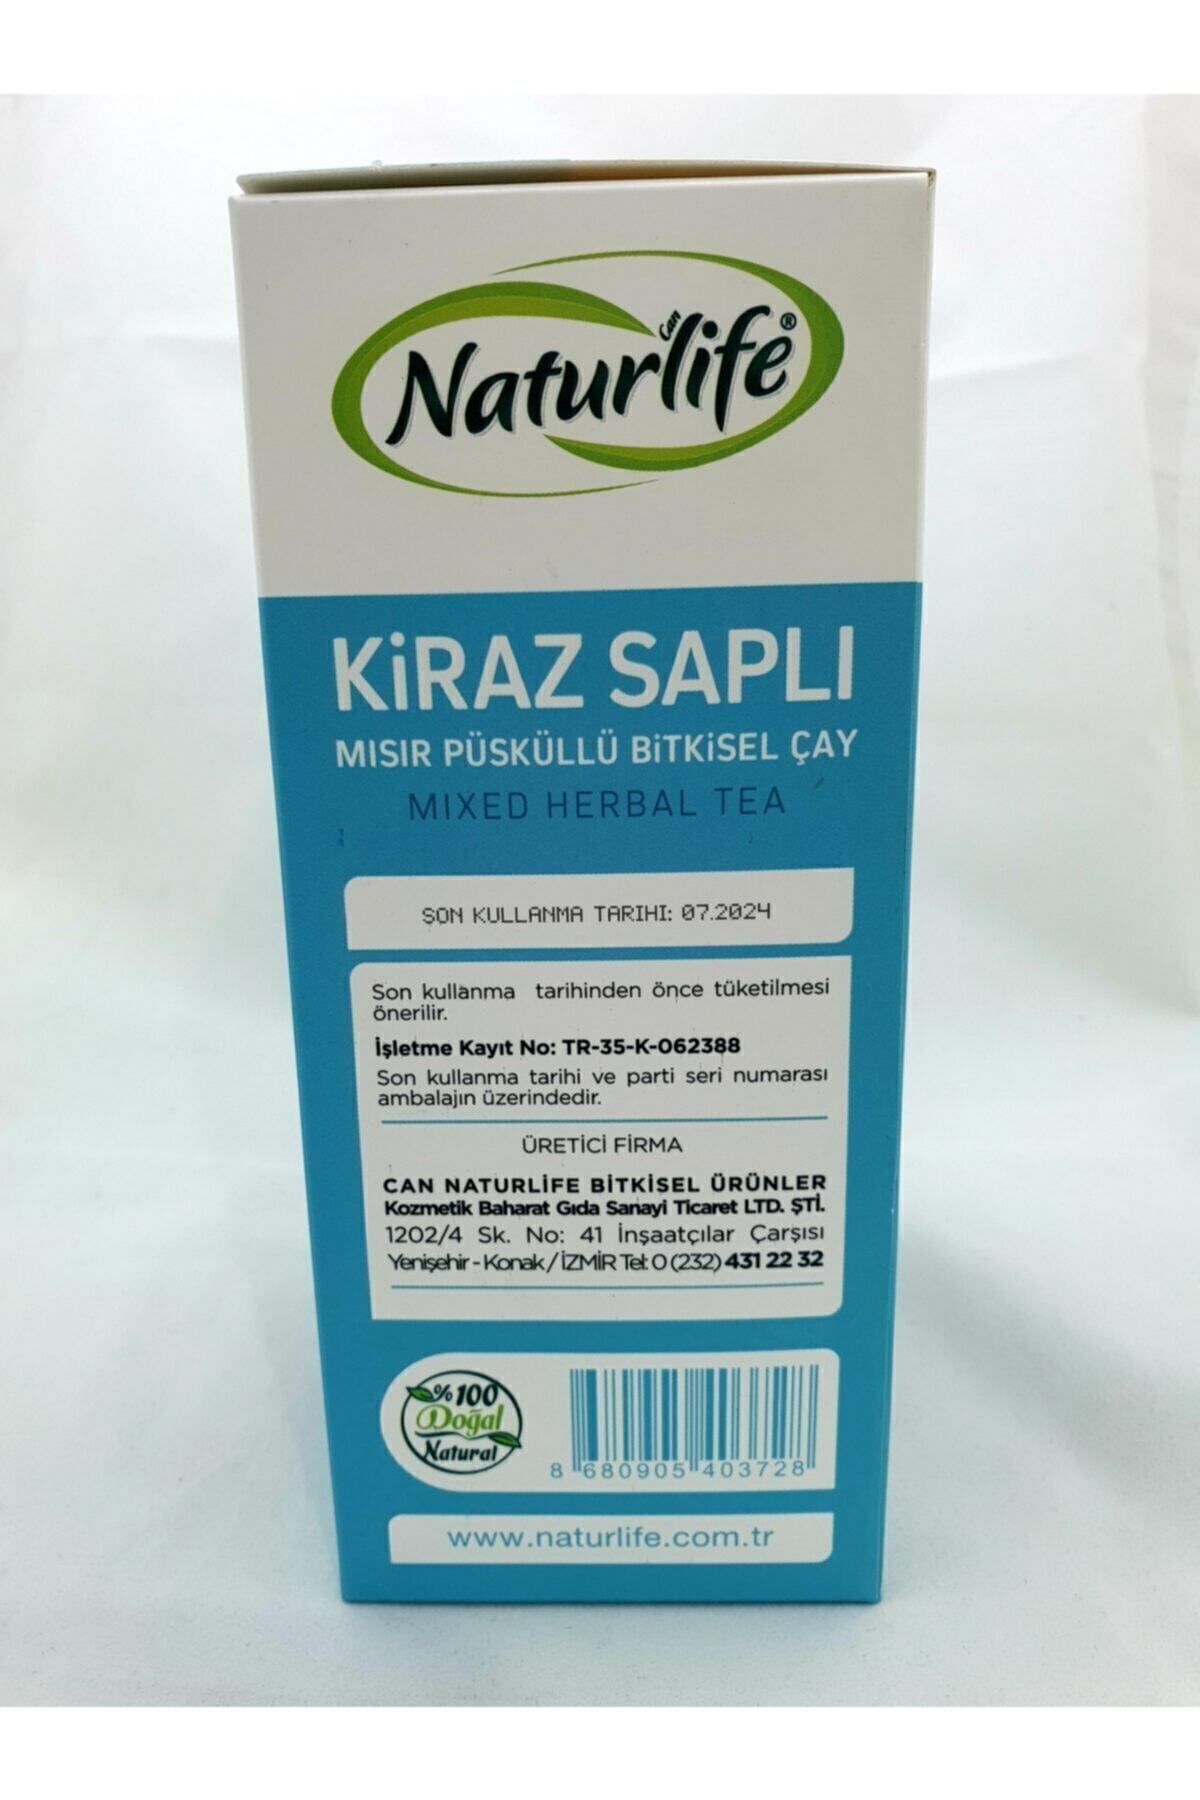 Can
Naturlife®
KiRAZ SAPLI
MISIR PÜSKÜLLÜ BiTKiSEL ÇAY
MIXED HERBAL TEA
SON KULLANMA TARIHI: 07.2024
Son kullanma tarihinden önce tüketilmesi
önerilir.
İşletme Kayıt No: TR-35-K-062388
Son kullanma tarihi ve parti seri numarası
ambalajın üzerindedir.
ÜRETİCİ FİRMA
CAN NATURLİFE BİTKİSEL ÜRÜNLER
Kozmetik Baharat Gıda Sanayi Ticaret LTD. ŞTİ.
1202/4 Sk. No: 41 İnşaatçılar Çarşısı
Yenişehir - Konak / İZMİR Tel: 0 (232) 431 22 32
%100
Doğal
Natural
8 680905 403728
www.naturlife.com.tr